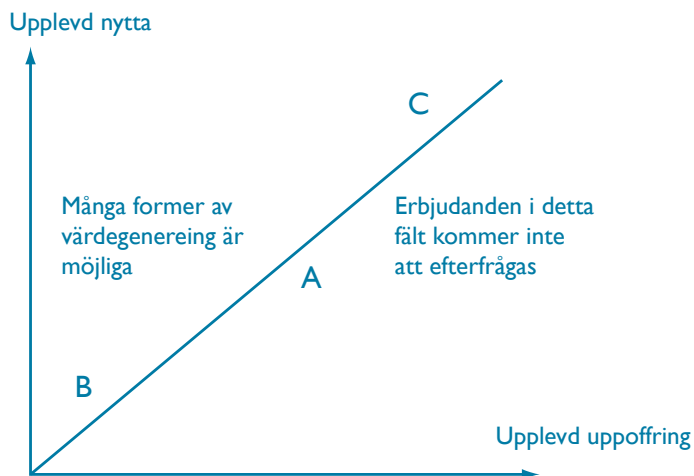 Upplevd nytta
C
Många former av
värdegenereing är
möjliga
Erbjudanden i detta
fält kommer inte
att efterfrågas
A
B
Upplevd uppoffring